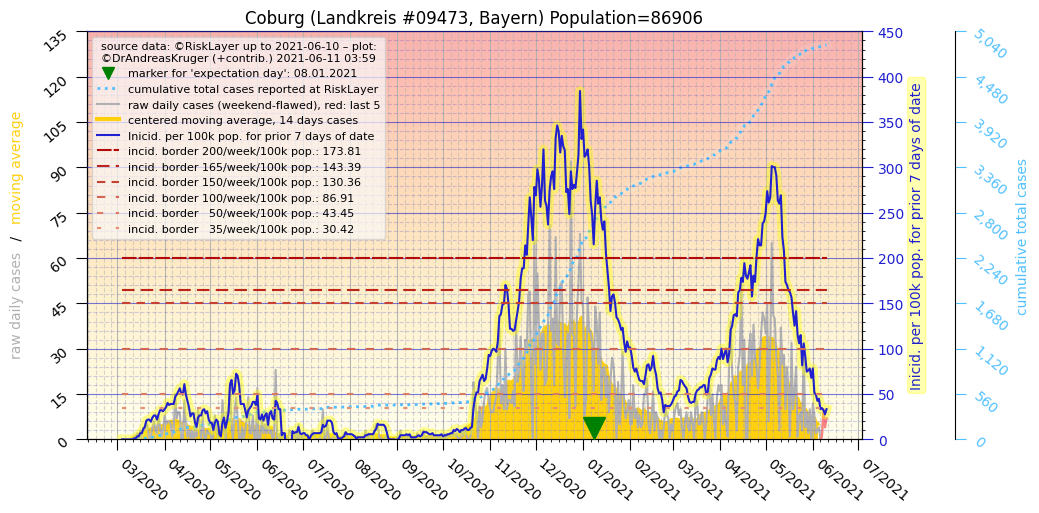 Coburg (Landkreis #09473, Bayern) Population=86906
source data: ©RiskLayer up to 2021-06-10 – plot:
©DrAndreasKruger (+contrib.) 2021-06-11 03:59
marker for 'expectation day': 08.01.2021
cumulative total cases reported at RiskLayer
raw daily cases (weekend-flawed), red: last 5
centered moving average, 14 days cases
Inicid. per 100k pop. for prior 7 days of date
incid. border 200/week/100k pop.: 173.81
incid. border 165/week/100k pop.: 143.39
incid. border 150/week/100k pop.: 130.36
incid. border 100/week/100k pop.: 86.91
incid. border   50/week/100k pop.: 43.45
incid. border   35/week/100k pop.: 30.42
raw daily cases / moving average
135
120
105
90
75
60
45
30
15
0
450
400
350
300
250
200
150
100
50
0
Inicid. per 100k pop. for prior 7 days of date
5,040
4,480
3,920
3,360
2,800
2,240
1,680
1,120
560
0
cumulative total cases
03/2020
04/2020
05/2020
06/2020
07/2020
08/2020
09/2020
10/2020
11/2020
12/2020
01/2021
02/2021
03/2021
04/2021
05/2021
06/2021
07/2021